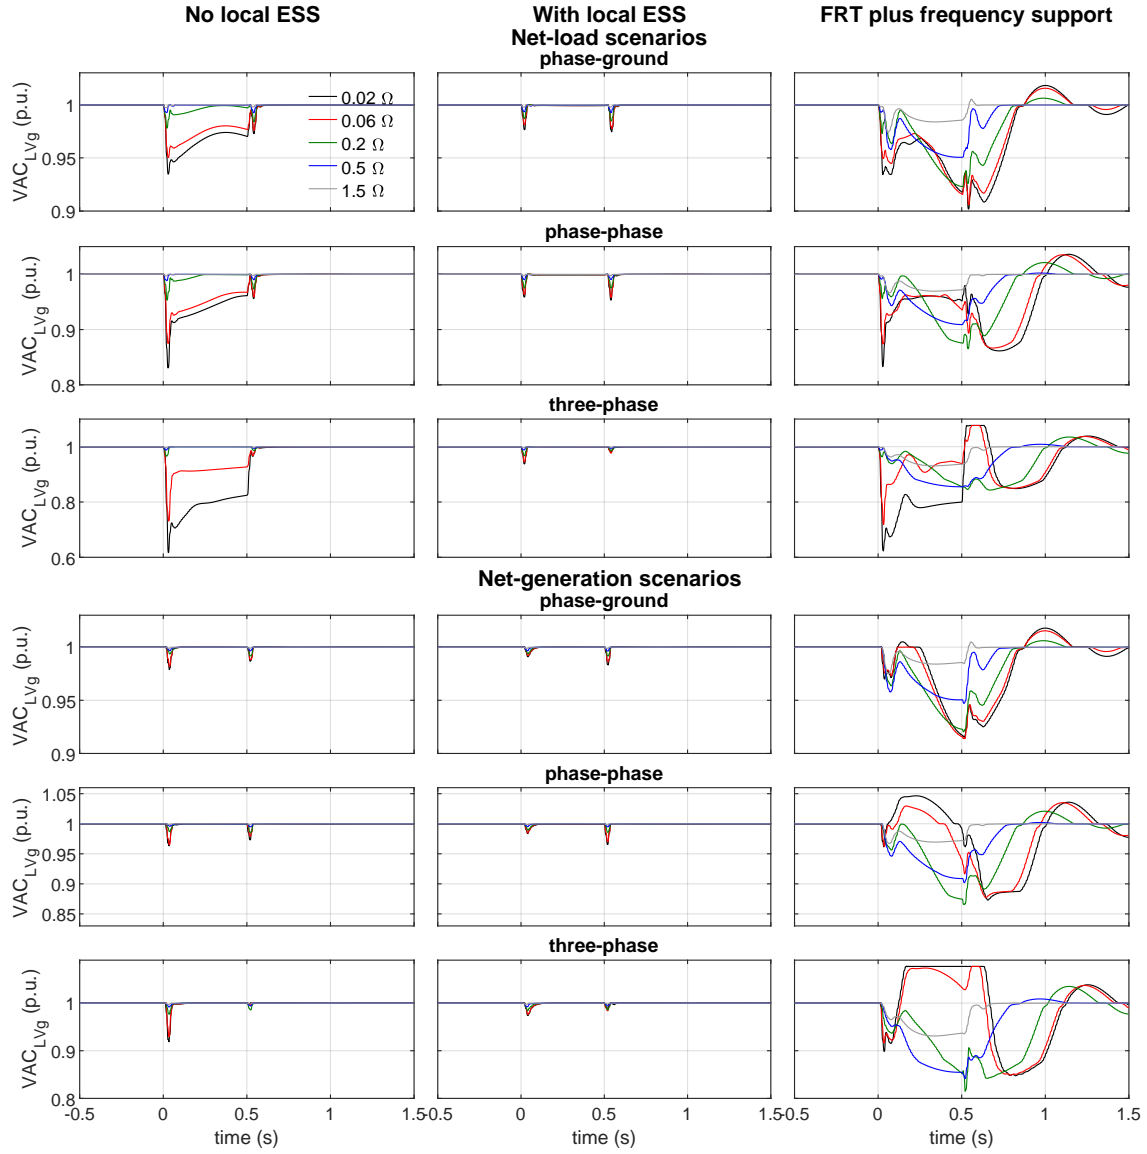 No local ESS
With local ESS
FRT plus frequency support
Net-load scenarios
phase-ground
VAC_LVg (p.u.)
1
0.95
0.9
0.02 Ω
0.06 Ω
0.2 Ω
0.5 Ω
1.5 Ω
phase-phase
VAC_LVg (p.u.)
1
0.9
0.8
three-phase
VAC_LVg (p.u.)
1
0.8
0.6
Net-generation scenarios
phase-ground
VAC_LVg (p.u.)
1
0.95
0.9
phase-phase
VAC_LVg (p.u.)
1.05
1
0.95
0.9
0.85
three-phase
VAC_LVg (p.u.)
1
0.9
0.8
-0.5 0 0.5 1 1.5
-0.5 0 0.5 1 1.5
-0.5 0 0.5 1 1.5
time (s)
time (s)
time (s)